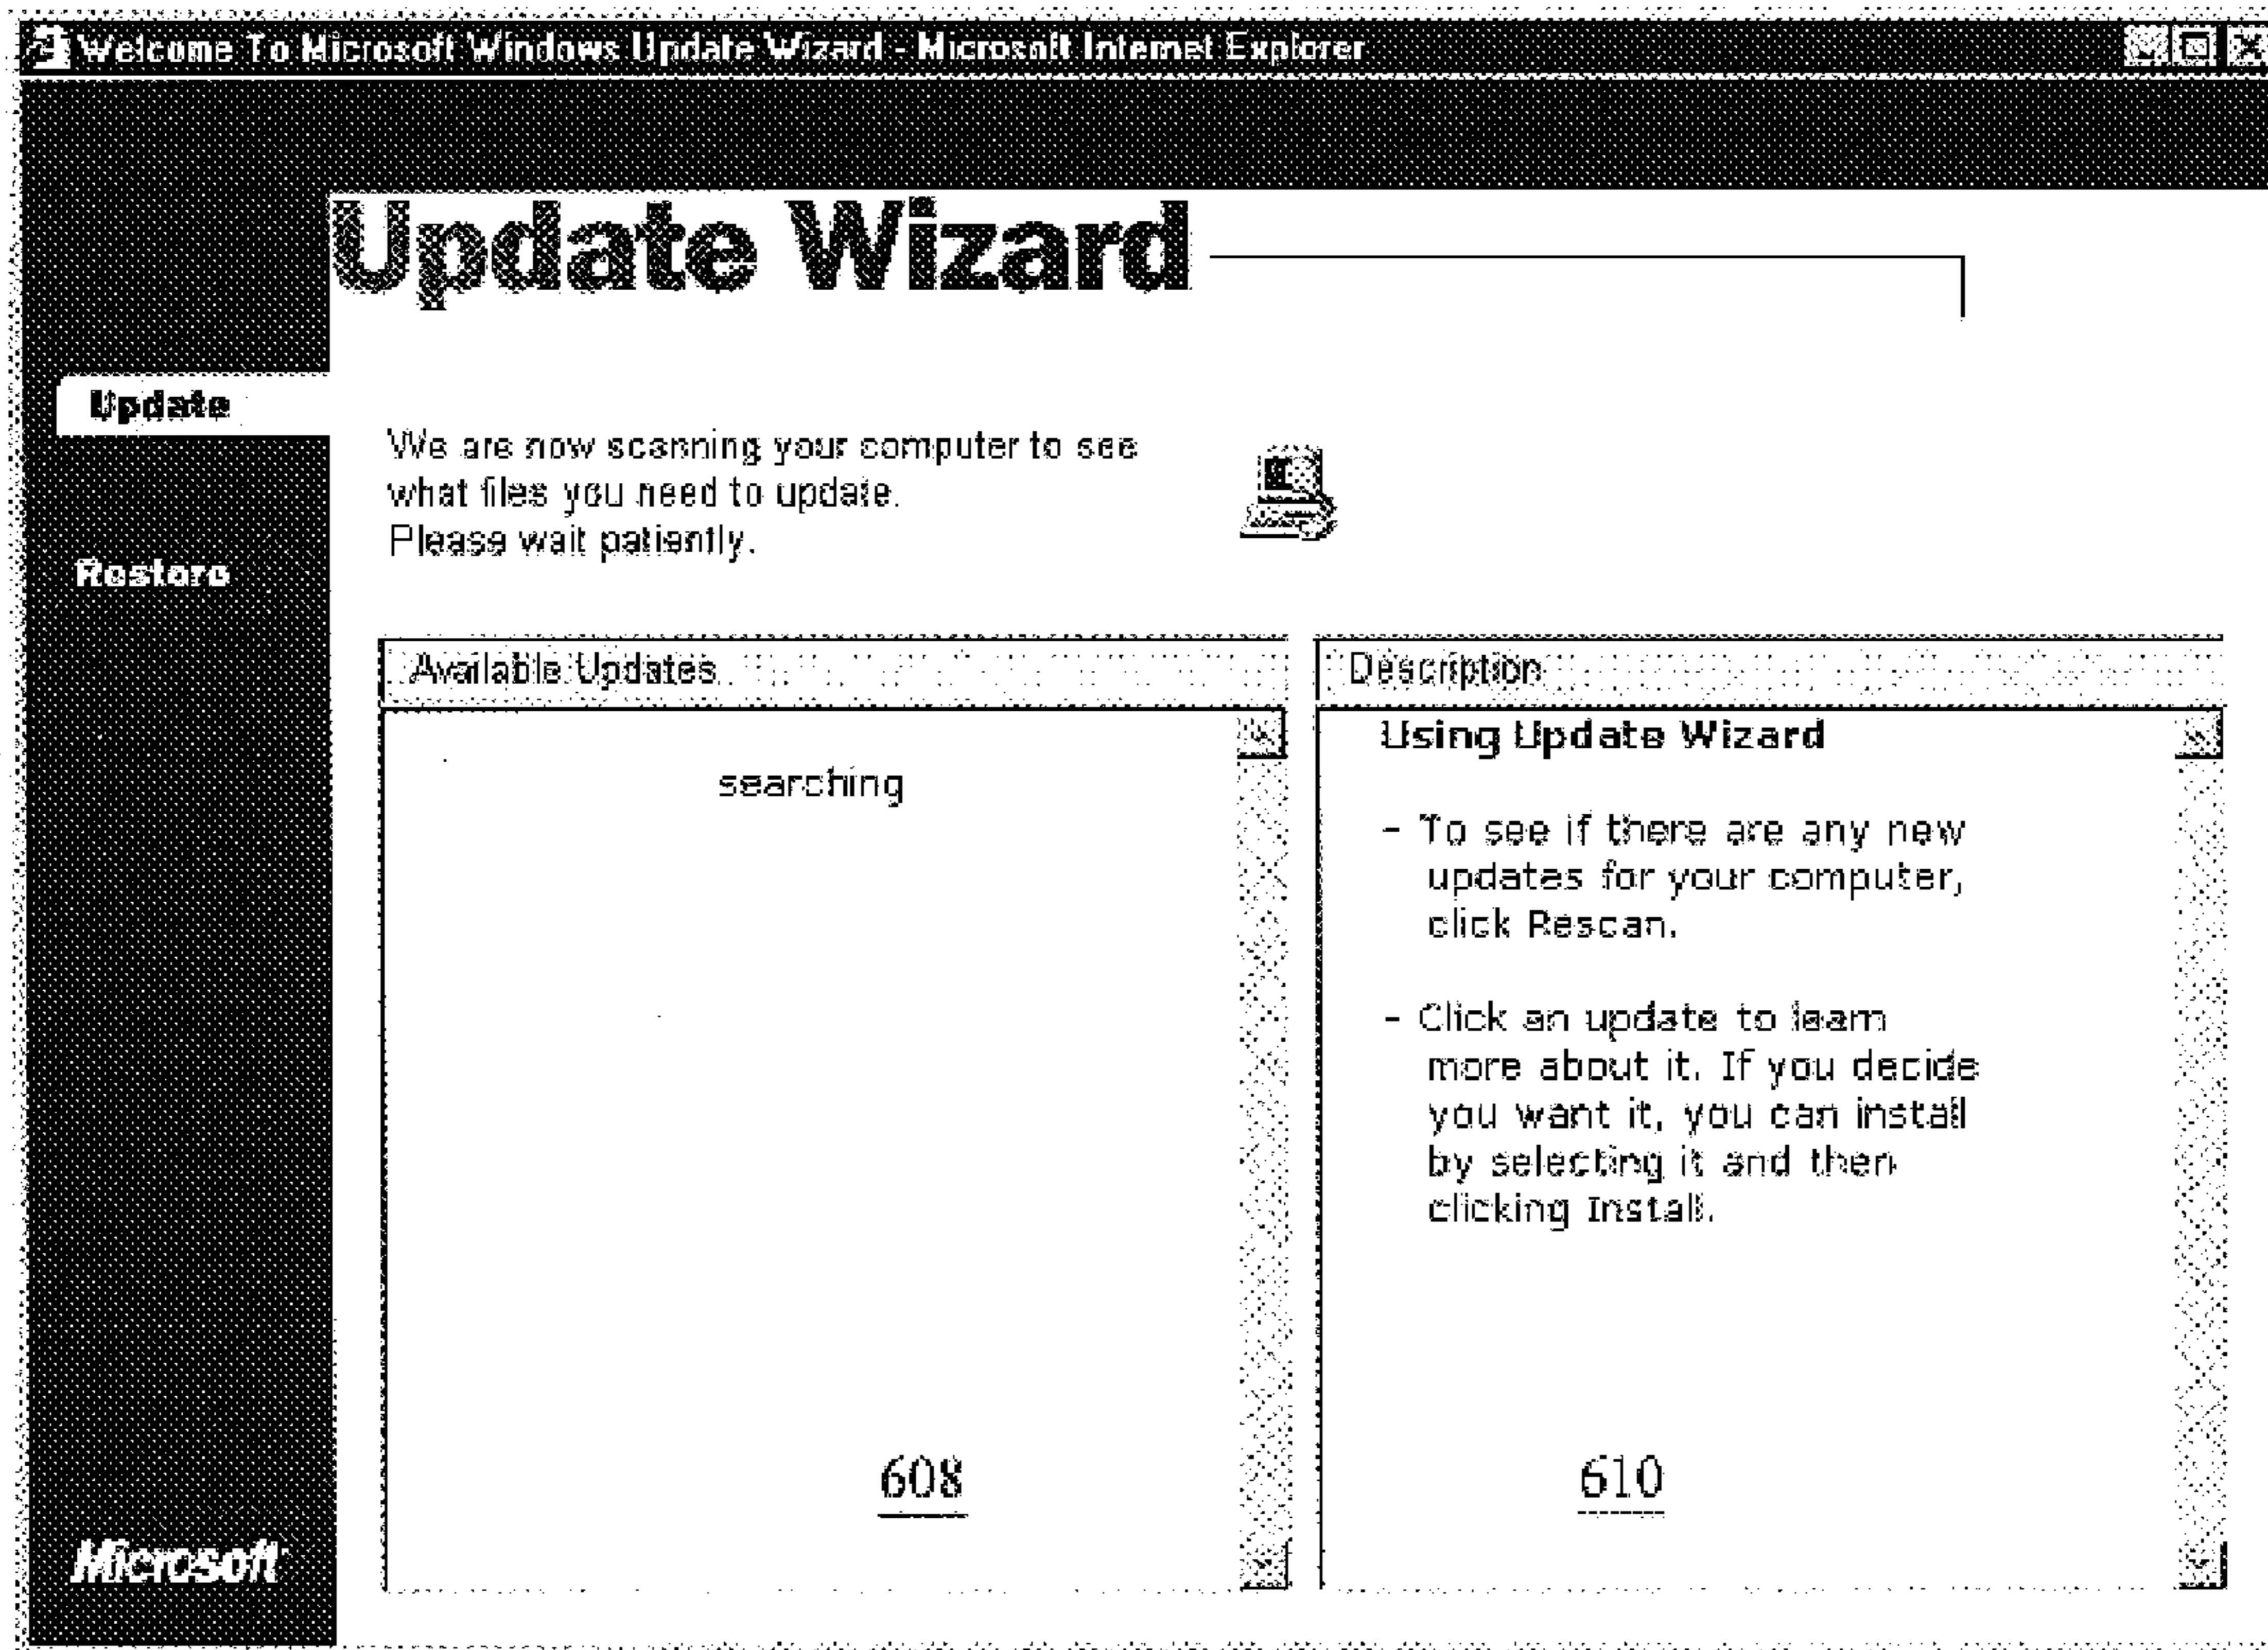 Welcome To Microsoft Windows Update Wizard - Microsoft Internet Explorer
Update Wizard
Update
We are now scanning your computer to see
what files you need to update.
Please wait patiently.
Restore
Available Updates
searching
608
Description
Using Update Wizard
- To see if there are any new
updates for your computer,
click Rescan.
- Click an update to learn
more about it. If you decide
you want it, you can install
by selecting it and then
clicking Install.
610
Microsoft